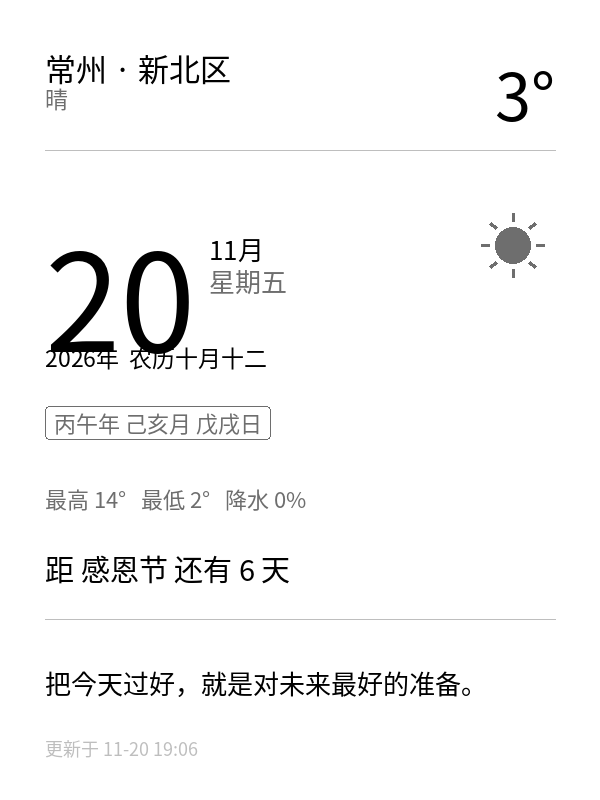 常州 · 新北区
晴
3°
20
11月
星期五
2026年 农历十月十二
丙午年 己亥月 戊戌日
最高 14° 最低 2° 降水 0%
距 感恩节 还有 6 天
把今天过好，就是对未来最好的准备。
更新于 11-20 19:06